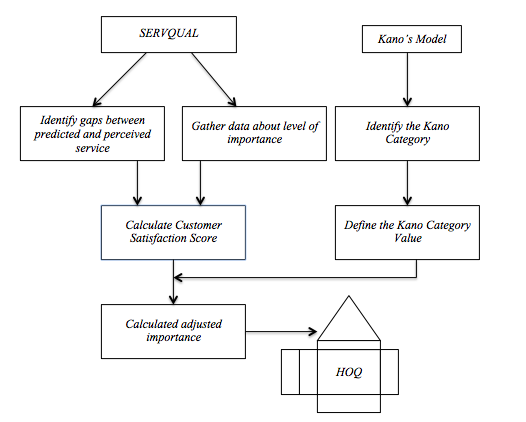 SERVQUAL
Kano's Model
Identify gaps between
predicted and perceived
service
Gather data about level of
importance
Identify the Kano
Category
Calculate Customer
Satisfaction Score
Define the Kano Category
Value
Calculated adjusted
importance
HOQ